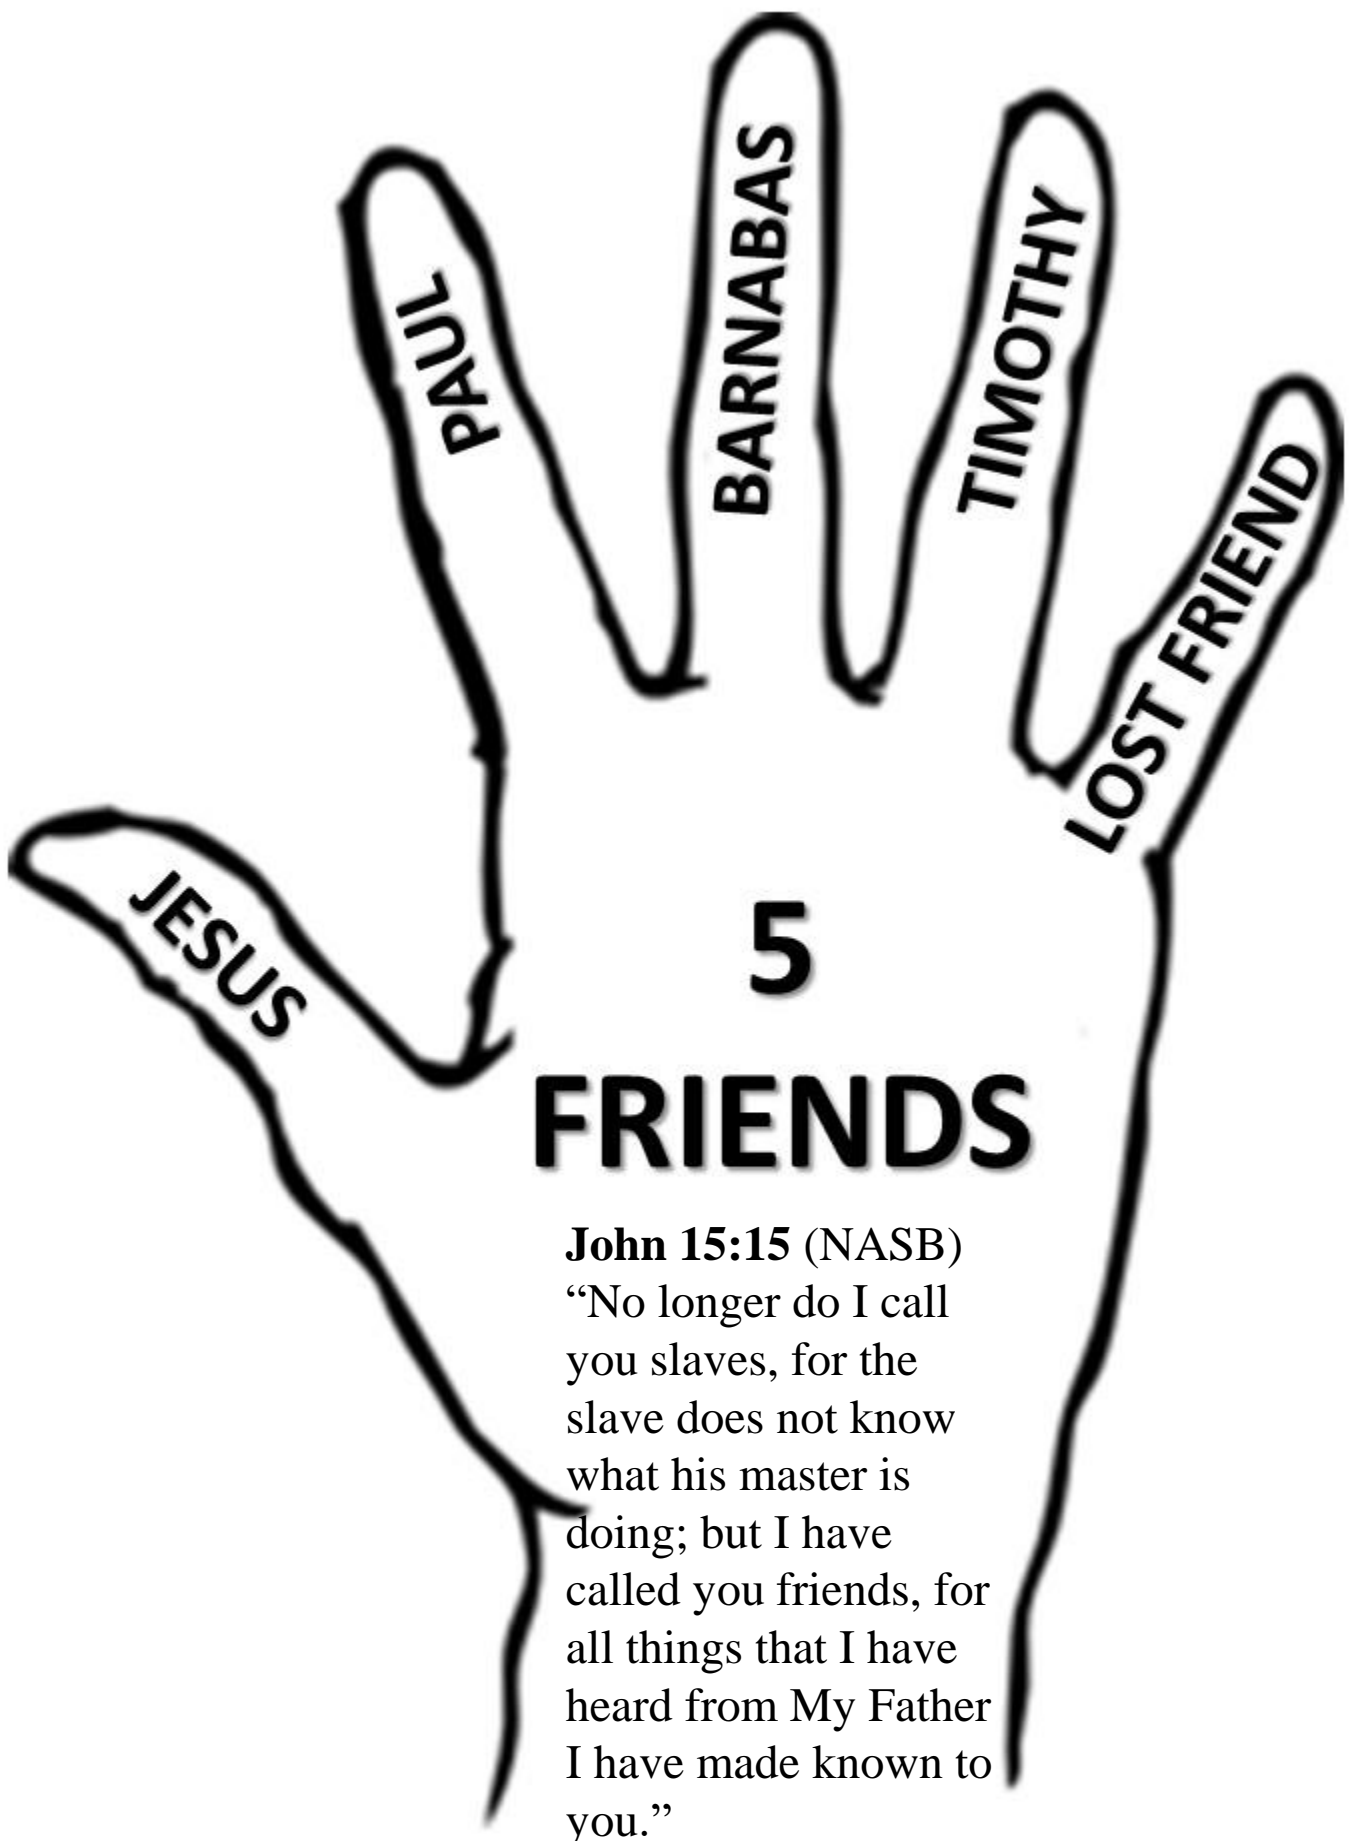 JESUS
PAUL
BARNABAS
TIMOTHY
LOST FRIEND
5
FRIENDS
John 15:15 (NASB)
“No longer do I call
you slaves, for the
slave does not know
what his master is
doing; but I have
called you friends, for
all things that I have
heard from My Father
I have made known to
you.”